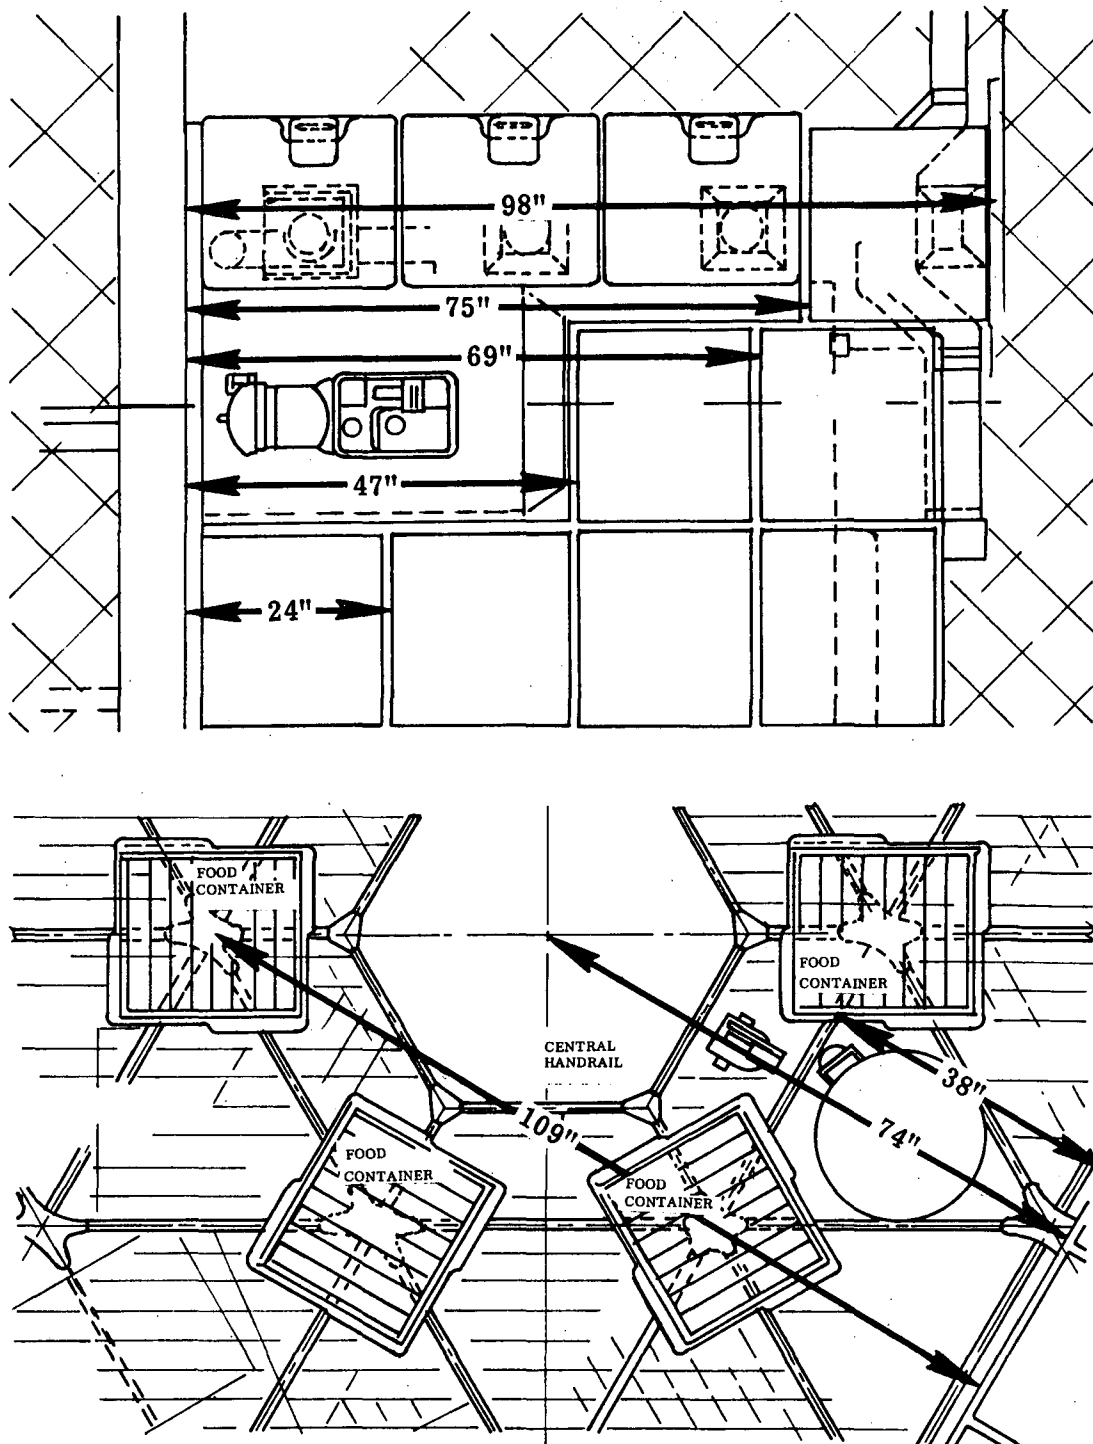 98"
75"
69"
47"
24"
FOOD
CONTAINER
FOOD
CONTAINER
CENTRAL
HANDRAIL
38"
109"
74"
FOOD
CONTAINER
FOOD
CONTAINER